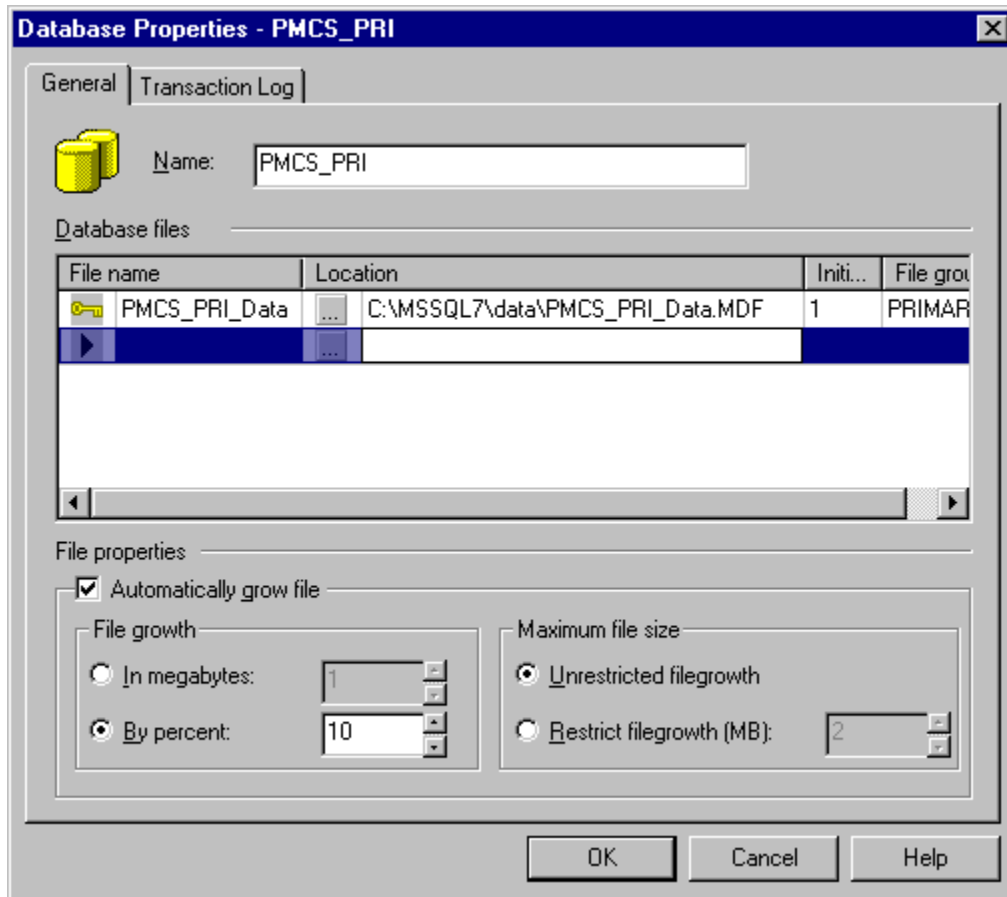 Database Properties - PMCS_PRI
General Transaction Log
Name: PMCS_PRI
Database files
File name Location Initi... File grou
PMCS_PRI_Data ... C:\MSSQL7\data\PMCS_PRI_Data.MDF 1 PRIMAR
...
File properties
Automatically grow file
File growth Maximum file size
In megabytes: 1 Unrestricted filegrowth
By percent: 10 Restrict filegrowth (MB): 2
OK Cancel Help